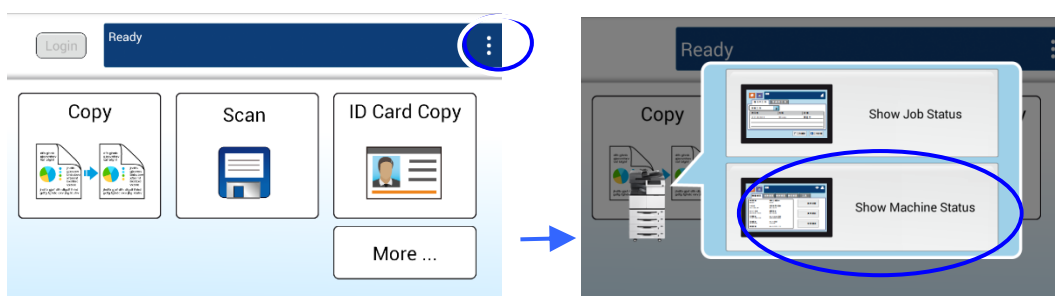 Login
Ready
Copy
Scan
ID Card Copy
More ...
Ready
Copy
Show Job Status
Show Machine Status